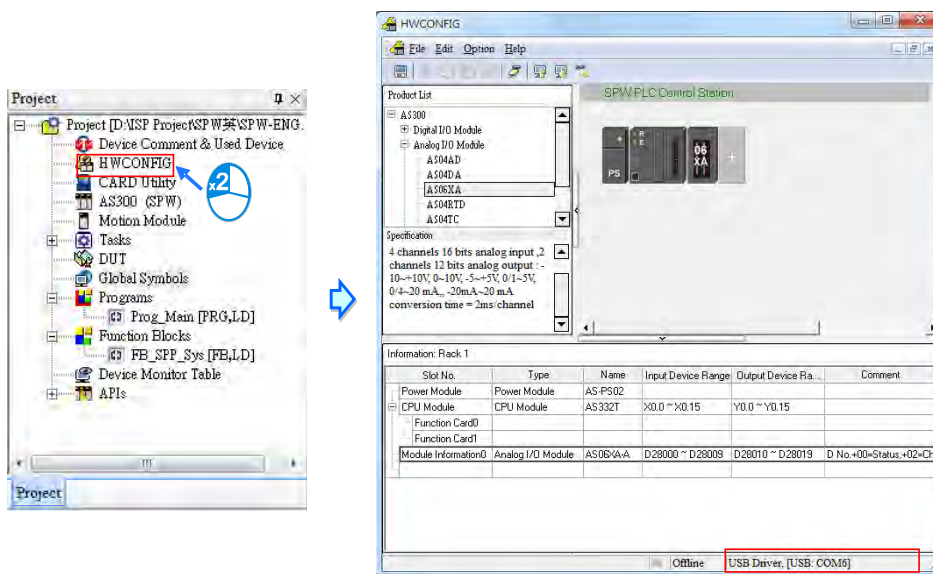 Project
Project [D:\ISP Project\SPW英\SPW-ENG.
Device Comment & Used Device
HWCONFIG
CARD Utility
AS300 (SPW)
Motion Module
Tasks
DUT
Global Symbols
Programs
Prog_Main [PRG,LD]
Function Blocks
FB_SPP_Sys [FB,LD]
Device Monitor Table
APIs
Project
x2
HWCONFIG
File Edit Option Help
Product List
AS300
Digital I/O Module
Analog I/O Module
AS04AD
AS04DA
AS06XA
AS04RTD
AS04TC
Specification
4 channels 16 bits analog input ,2
channels 12 bits analog output : -
10~+10V, 0~10V, -5~+5V, 0/1~5V,
0/4~20 mA,, -20mA~20 mA
conversion time = 2ms/channel
SPW PLC Control Station
PS
R
E
06
XA
+
Information: Rack 1
Slot No. Type Name Input Device Range Output Device Ra... Comment
Power Module Power Module AS-PS02
CPU Module CPU Module AS332T X0.0 ~ X0.15 Y0.0 ~ Y0.15
Function Card0
Function Card1
Module Information0 Analog I/O Module AS06XA-A D28000 ~ D28009 D28010 ~ D28019 D No.+00=Status,+02=Ch
Offline USB Driver, [USB: COM6]